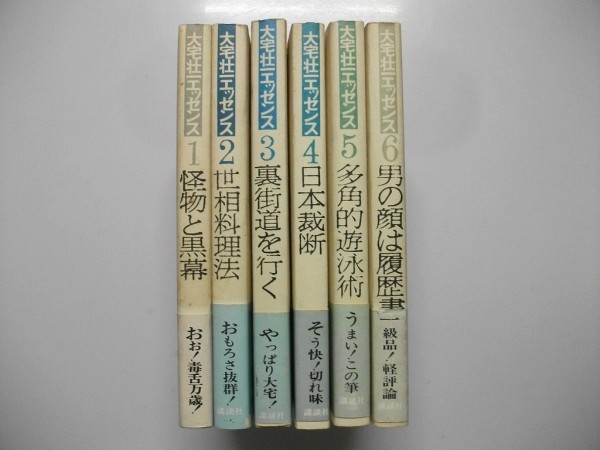 大宅壮一エッセンス
1
怪物と黒幕
おお!毒舌万歳!
大宅壮一エッセンス
2
世相料理法
おもろさ抜群!
大宅壮一エッセンス
3
裏街道を行く
やっぱり大宅!
講談社
大宅壮一エッセンス
4
日本裁断
そう快!切れ味
講談社
大宅壮一エッセンス
5
多角的遊泳術
うまい!この筆
講談社
大宅壮一エッセンス
6
男の顔は履歴書
一級品!軽評論
講談社